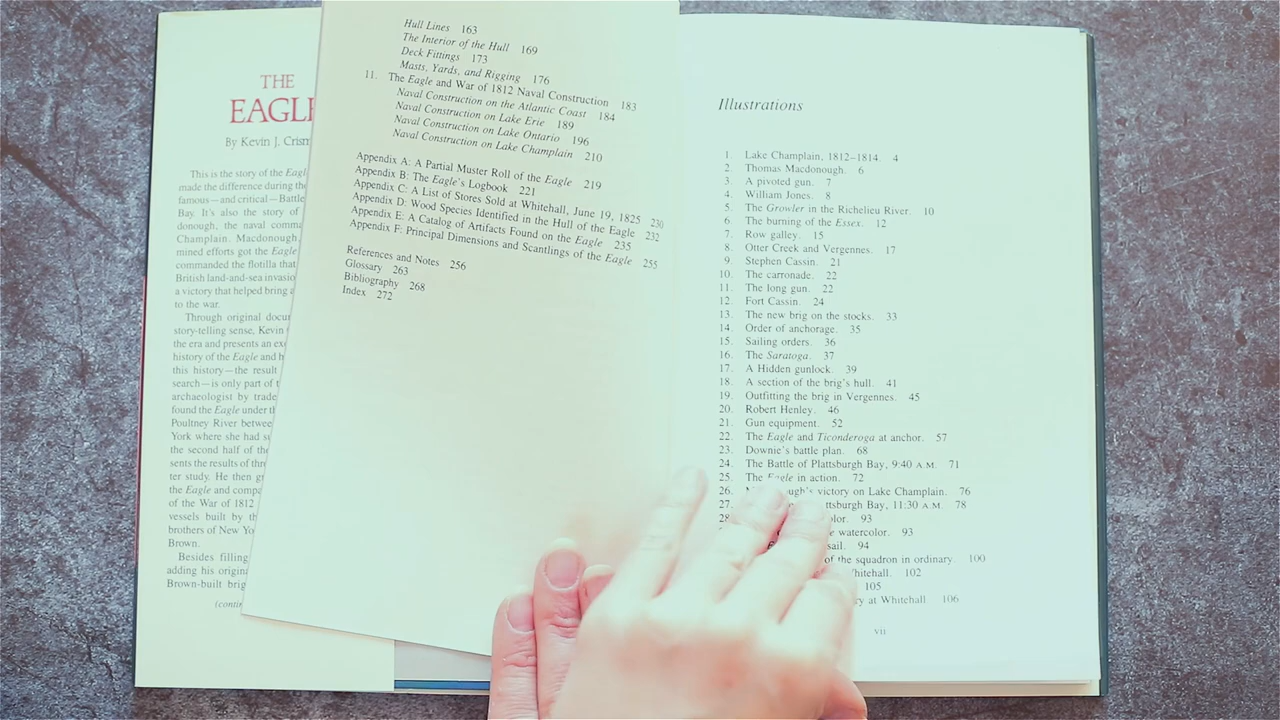 THE
EAGLE
By Kevin J.
This is the story of the
made the difference during the
famous—and critical—
Bay. It's also the story of
donough, the naval
Champlain. Macdonough
mined efforts got the
commanded the flotilla that
British land-and-sea
a victory that helped bring
to the war.
Through original
story-telling sense, Kevin
the era and presents an
history of the Eagle and
this history—the result
search—is only part of
archaeologist by trade
found the Eagle under
Poultney River between
York where she had
the second half of the
sents the results of
ter study. He then
the Eagle and
of the War of 1812
vessels built by
brothers of New
Brown.
Besides filling
adding his
Brown-built
Hull Lines 163
The Interior of the Hull 169
Deck Fittings 173
Masts, Yards, and Rigging 176
11. The Eagle and War of 1812 Naval Construction 183
Naval Construction on the Atlantic Coast 184
Naval Construction on Lake Erie 189
Naval Construction on Lake Ontario 196
Naval Construction on Lake Champlain 210
Appendix A: A Partial Muster Roll of the Eagle 219
Appendix B: The Eagle's Logbook 221
Appendix C: A List of Stores Sold at Whitehall, June 19, 1825 230
Appendix D: Wood Species Identified in the Hull of the Eagle 232
Appendix E: A Catalog of Artifacts Found on the Eagle 235
Appendix F: Principal Dimensions and Scantlings of the Eagle 255
References and Notes 256
Glossary 263
Bibliography 268
Index 272
Illustrations
1. Lake Champlain, 1812–1814. 4
2. Thomas Macdonough. 6
3. A pivoted gun. 7
4. William Jones. 8
5. The Growler in the Richelieu River. 10
6. The burning of the Essex. 12
7. Row galley. 15
8. Otter Creek and Vergennes. 17
9. Stephen Cassin. 21
10. The carronade. 22
11. The long gun. 22
12. Fort Cassin. 24
13. The new brig on the stocks. 33
14. Order of anchorage. 35
15. Sailing orders. 36
16. The Saratoga. 37
17. A Hidden gunlock. 39
18. A section of the brig's hull. 41
19. Outfitting the brig in Vergennes. 45
20. Robert Henley. 46
21. Gun equipment. 52
22. The Eagle and Ticonderoga at anchor. 57
23. Downie's battle plan. 68
24. The Battle of Plattsburgh Bay, 9:40 A.M. 71
25. The Eagle in action. 72
26. victory on Lake Champlain. 76
27. Bay, 11:30 A.M. 78
93
watercolor. 93
sail. 94
of the squadron in ordinary. 100
Whitehall. 102
105
at Whitehall 106
VII